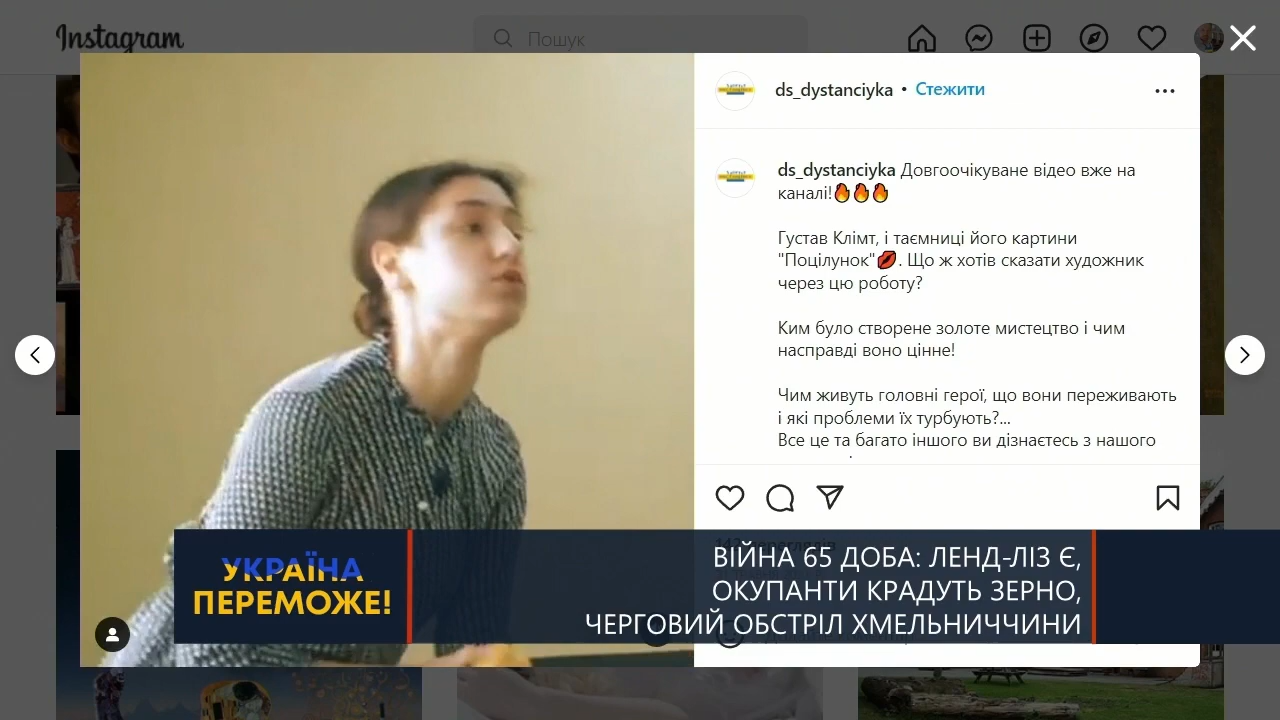 Instagram
Пошук
ds_dystanciyka • Стежити
ds_dystanciyka Довгоочікуване відео вже на
каналі!🔥🔥🔥
Густав Клімт, і таємниці його картини
"Поцілунок"💋. Що ж хотів сказати художник
через цю роботу?
Ким було створене золоте мистецтво і чим
насправді воно цінне!
Чим живуть головні герої, що вони переживають
і які проблеми їх турбують?...
Все це та багато іншого ви дізнаєтесь з нашого
УКРАЇНА
ПЕРЕМОЖЕ!
ВІЙНА 65 ДОБА: ЛЕНД-ЛІЗ Є,
ОКУПАНТИ КРАДУТЬ ЗЕРНО,
ЧЕРГОВИЙ ОБСТРІЛ ХМЕЛЬНИЧЧИНИ